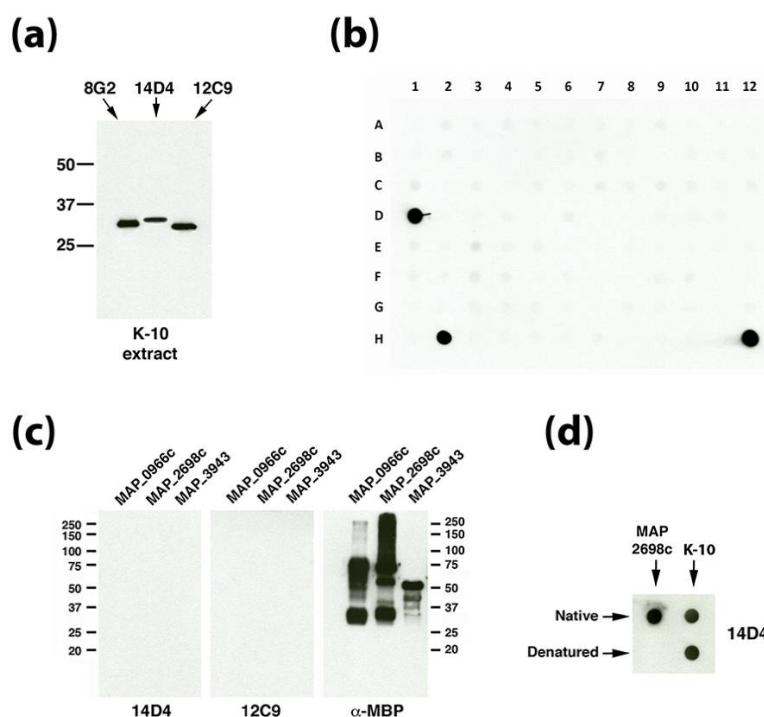 (a)
8G2 14D4 12C9
50
37
25
K-10
extract
(b)
1 2 3 4 5 6 7 8 9 10 11 12
A
B
C
D
E
F
G
H
(c)
MAP_0966c MAP_2698c MAP_3943 MAP_0966c MAP_2698c MAP_3943 MAP_0966c MAP_2698c MAP_3943
250 250
150 150
100 100
75 75
50 50
37 37
25 25
20 20
14D4 12C9 α-MBP
(d)
MAP
2698c K-10
Native
Denatured
14D4